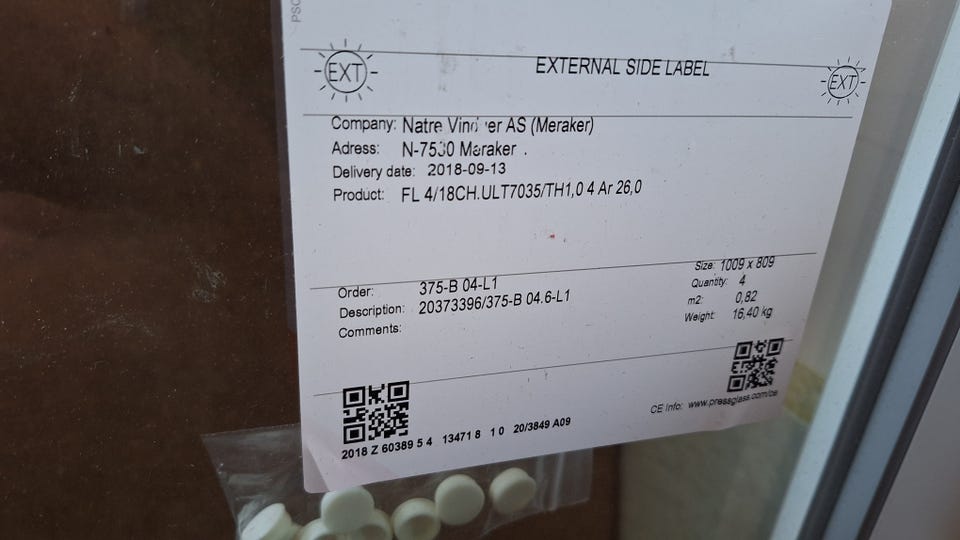 PSC
EXT EXTERNAL SIDE LABEL EXT
Company: Natre AS (Meraker)
Adress: N-7530 Meraker
Delivery date: 2018-09-13
Product: FL 4/18CH.ULT7035/TH1,0 4 Ar 26,0
Size: 1009 x 809
Order: 375-B 04-L1 Quantity: 4
Description: 20373396/375-B 04.6-L1 m2: 0,82
Comments: Weight: 16,40 kg
CE Info: www.pressglass.com/ce
2018 Z 60389 5 4 13471 8 1 0 20/3849 A09